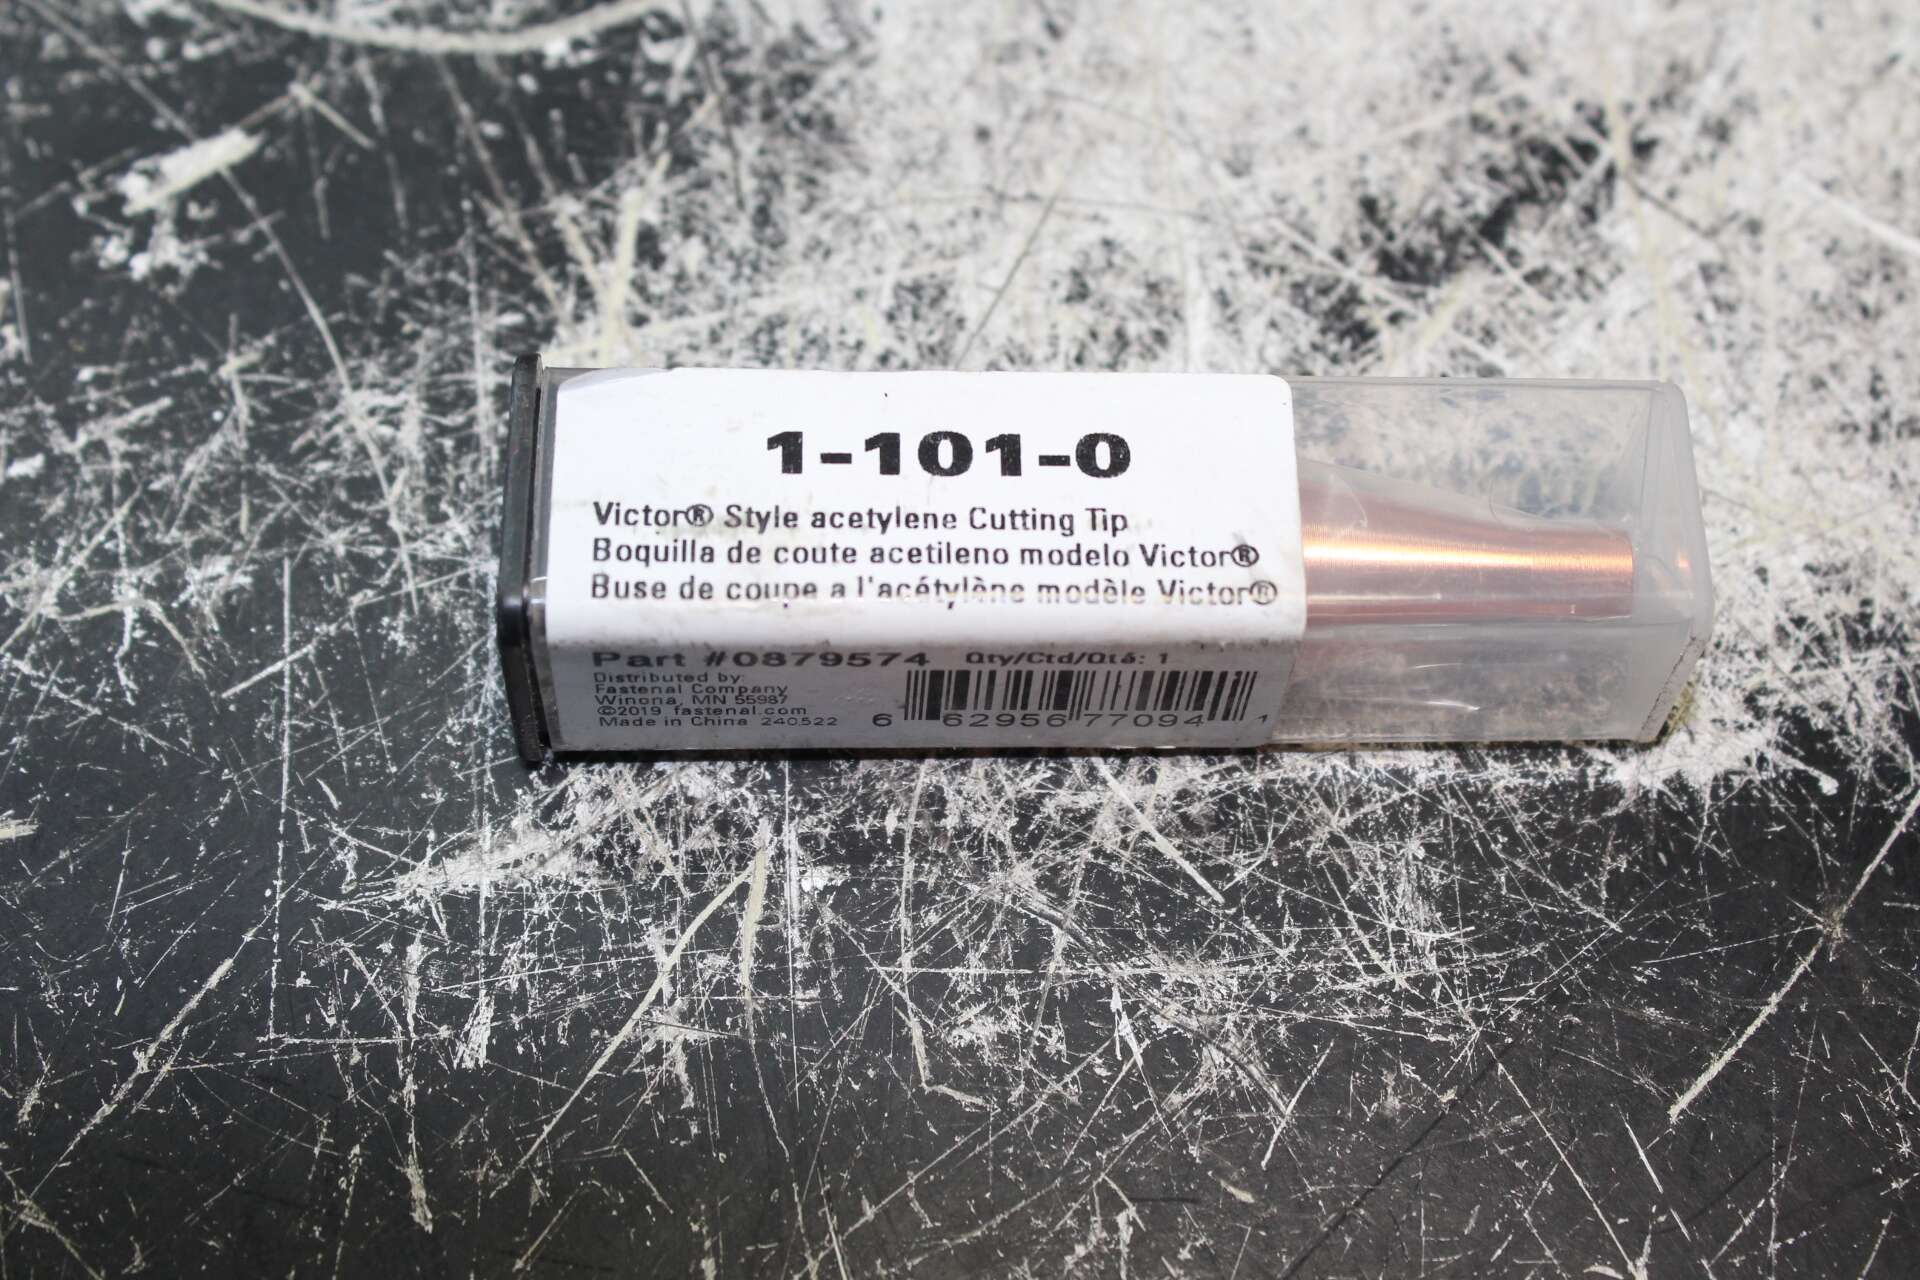 1-101-0
Victor® Style acetylene Cutting Tip
Boquilla de coute acetileno modelo Victor®
Buse de coupe a l'acétylène modèle Victor®
Part #0879574 Qty/Ctd/Qté: 1
Distributed by:
Fastenal Company
Winona, MN 55987
©2019 fastenal.com
Made in China 240522
6 62956 77094 1